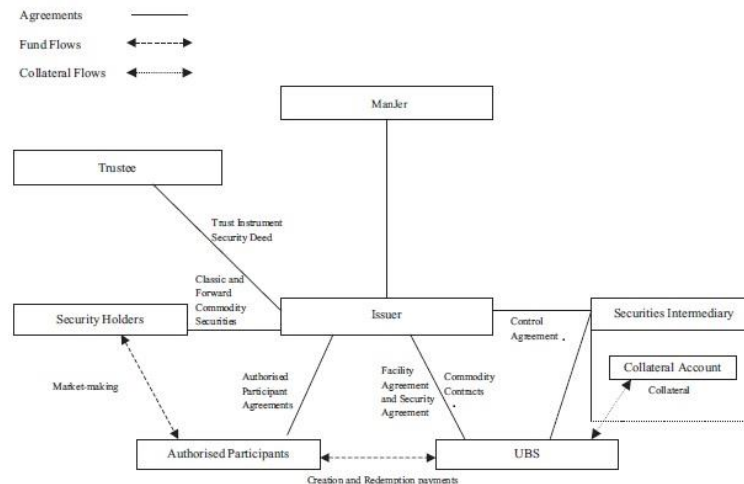 Agreements
Fund Flows
Collateral Flows
ManJer
Trustee
Trust Instrument
Security Deed
Classic and
Forward
Commodity
Securities
Security Holders
Issuer
Securities Intermediary
Control
Agreement
Collateral Account
Collateral
Market-making
Authorised
Participant
Agreements
Facility
Agreement
and Security
Agreement
Commodity
Contracts
Authorised Participants
UBS
Creation and Redemption payments